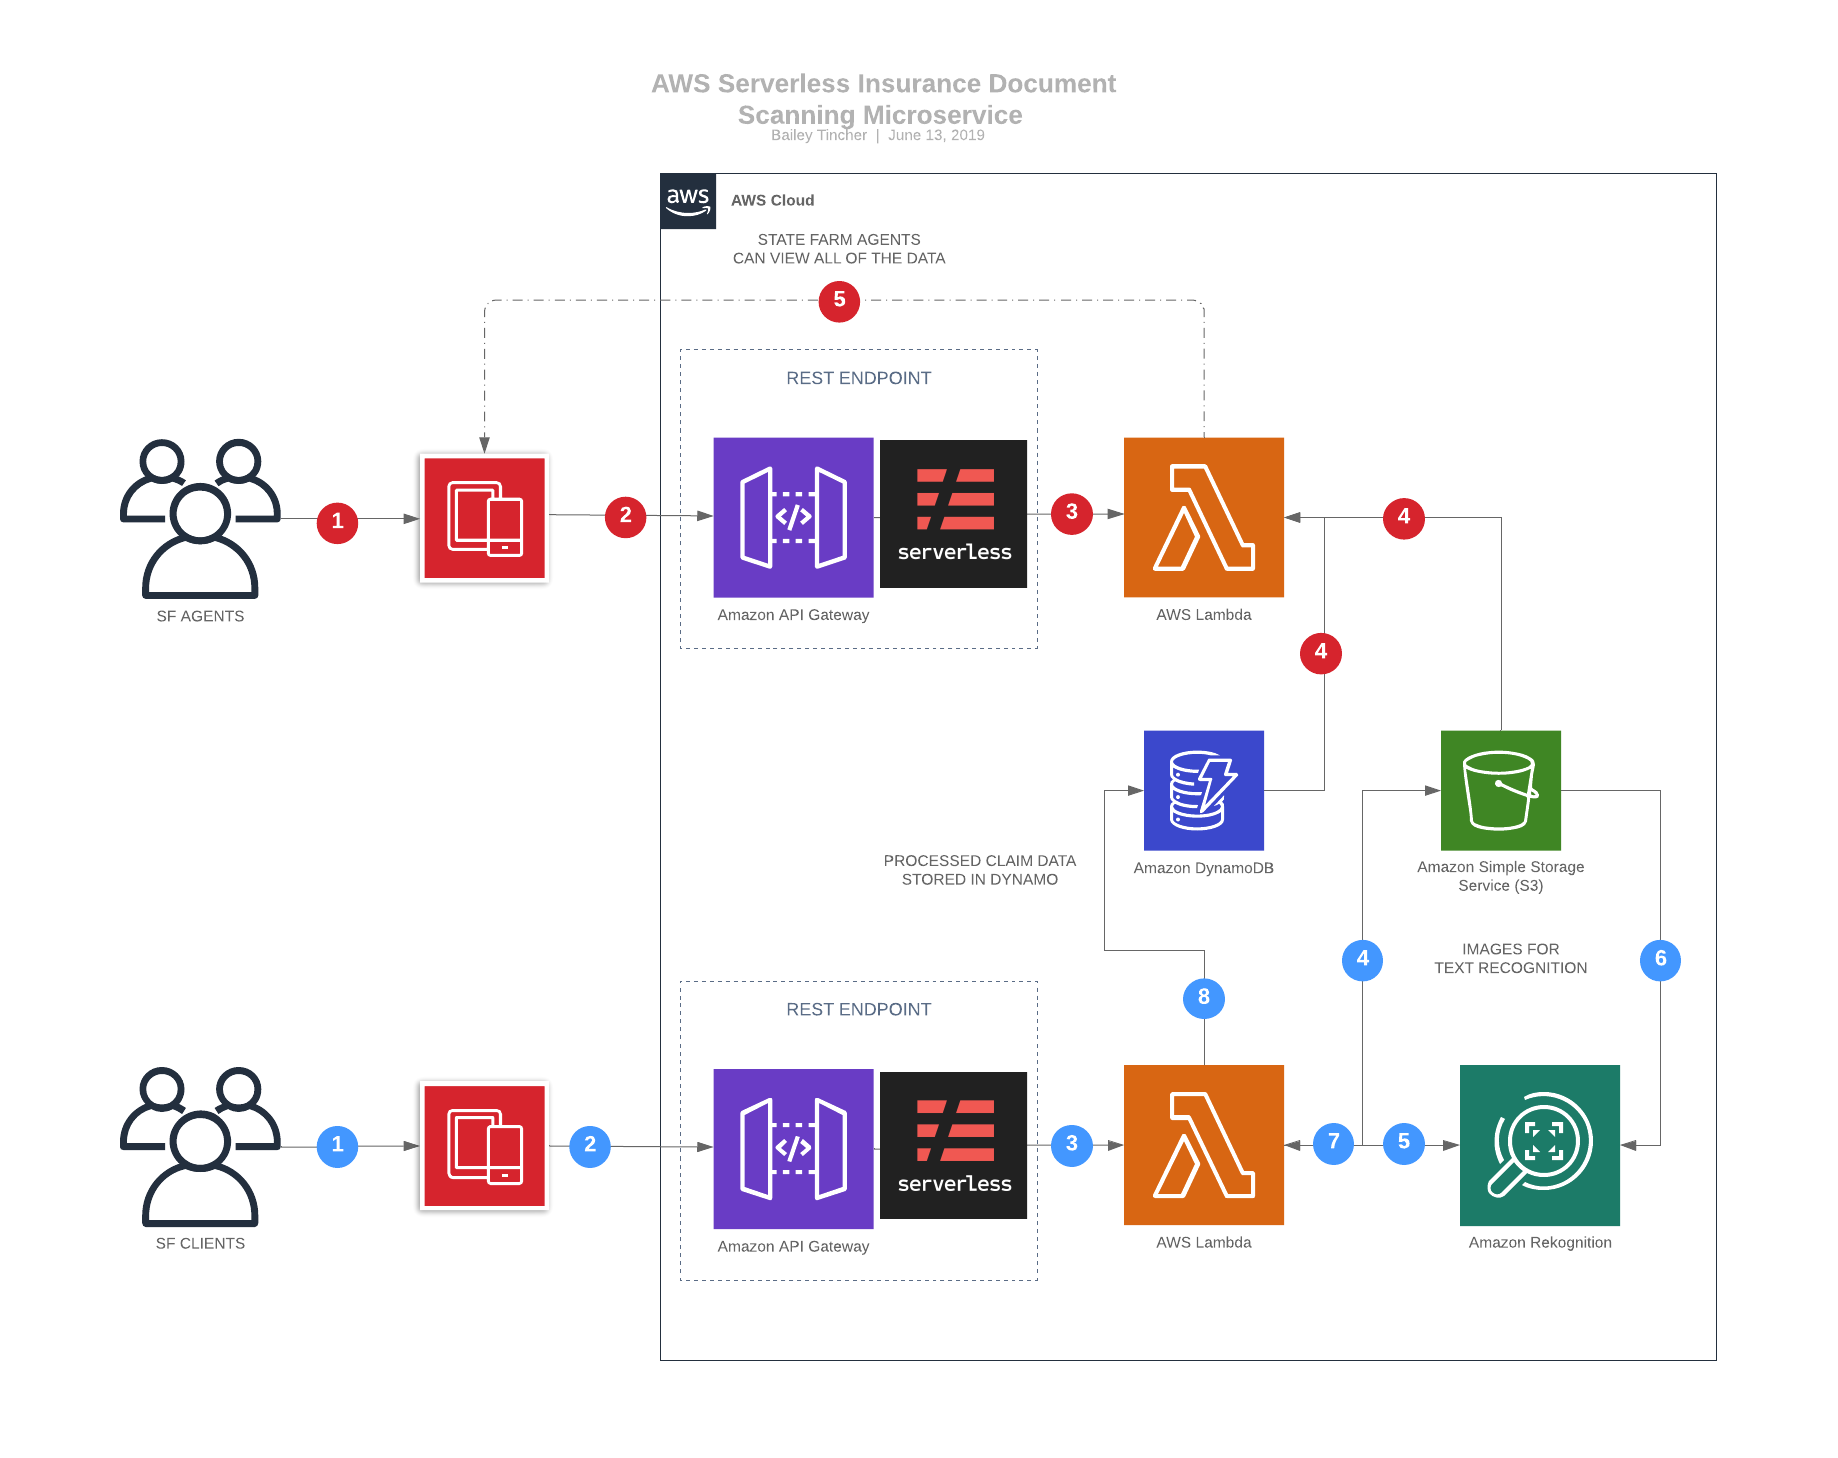 AWS Serverless Insurance Document
Scanning Microservice
Bailey Tincher | June 13, 2019
aws
AWS Cloud
STATE FARM AGENTS
CAN VIEW ALL OF THE DATA
5
REST ENDPOINT
1
2
</>
serverless
3
4
SF AGENTS
Amazon API Gateway
AWS Lambda
4
PROCESSED CLAIM DATA
STORED IN DYNAMO
Amazon DynamoDB
Amazon Simple Storage
Service (S3)
IMAGES FOR
TEXT RECOGNITION
4
6
8
REST ENDPOINT
1
2
</>
serverless
3
7
5
SF CLIENTS
Amazon API Gateway
AWS Lambda
Amazon Rekognition